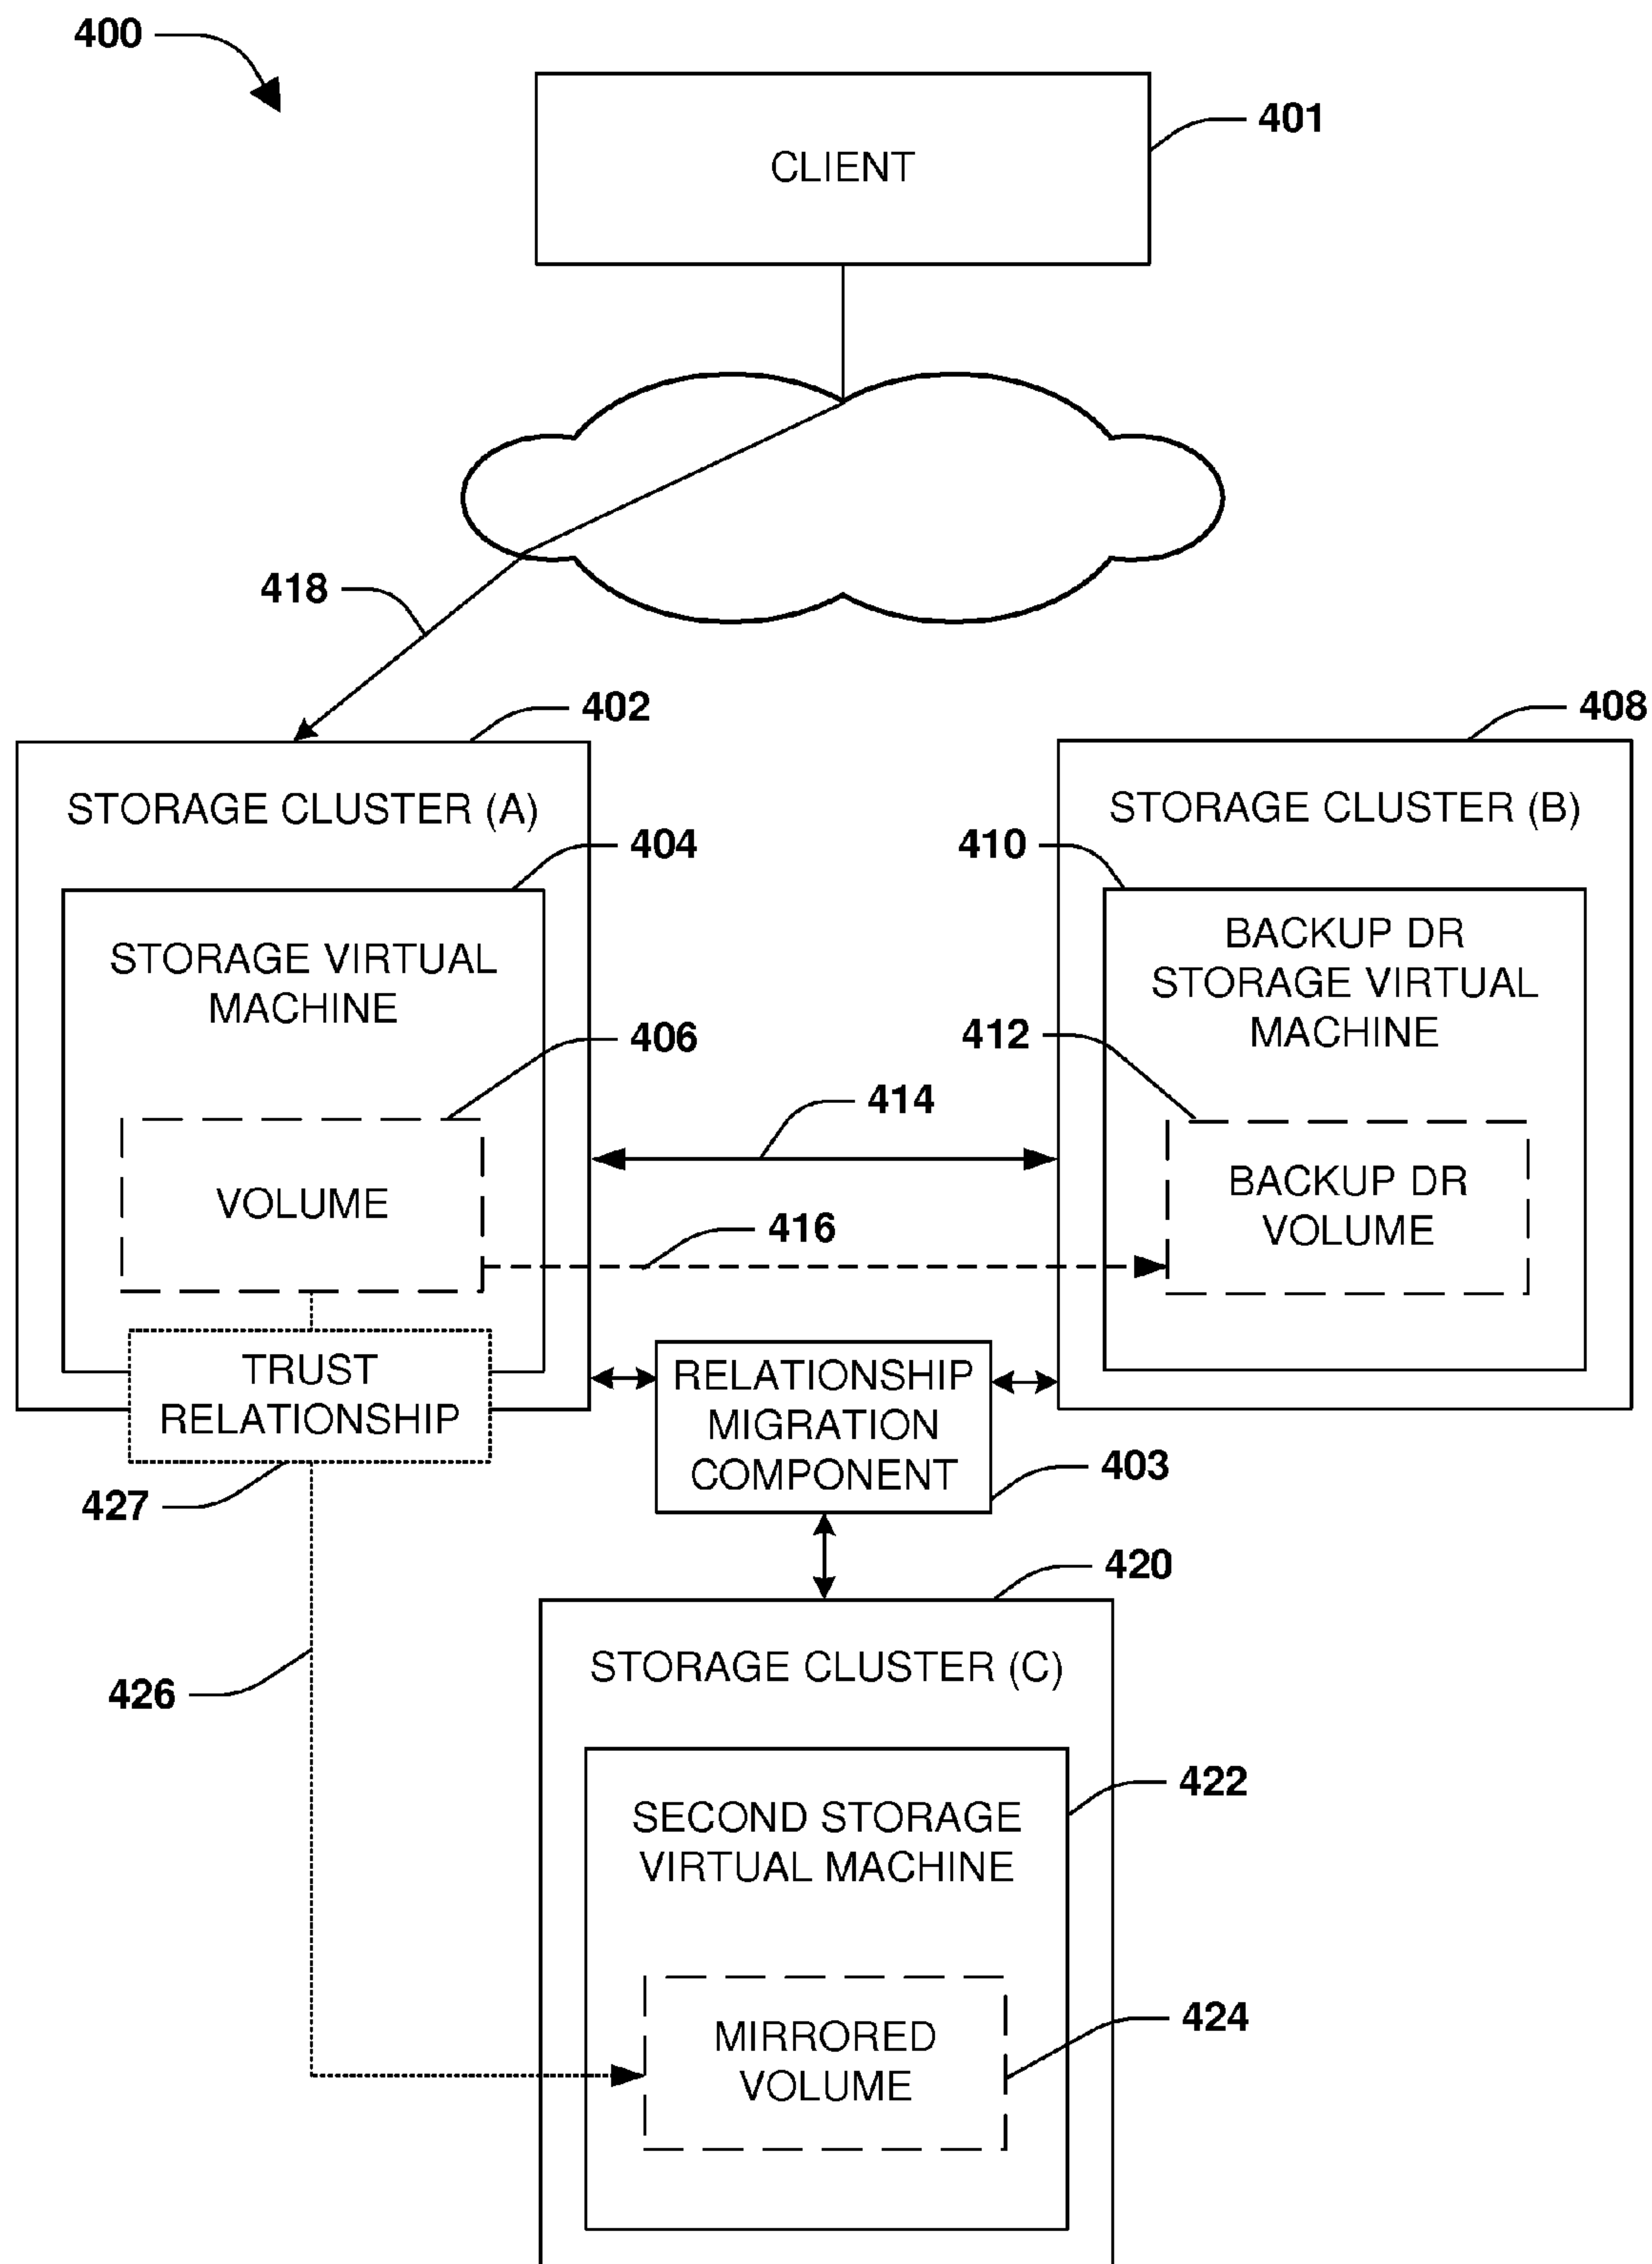 400
401
CLIENT
418
402
408
STORAGE CLUSTER (A)
STORAGE CLUSTER (B)
404
410
STORAGE VIRTUAL
MACHINE
BACKUP DR
STORAGE VIRTUAL
MACHINE
406
412
414
VOLUME
BACKUP DR
VOLUME
416
TRUST
RELATIONSHIP
RELATIONSHIP
MIGRATION
COMPONENT
403
427
420
426
STORAGE CLUSTER (C)
422
SECOND STORAGE
VIRTUAL MACHINE
424
MIRRORED
VOLUME